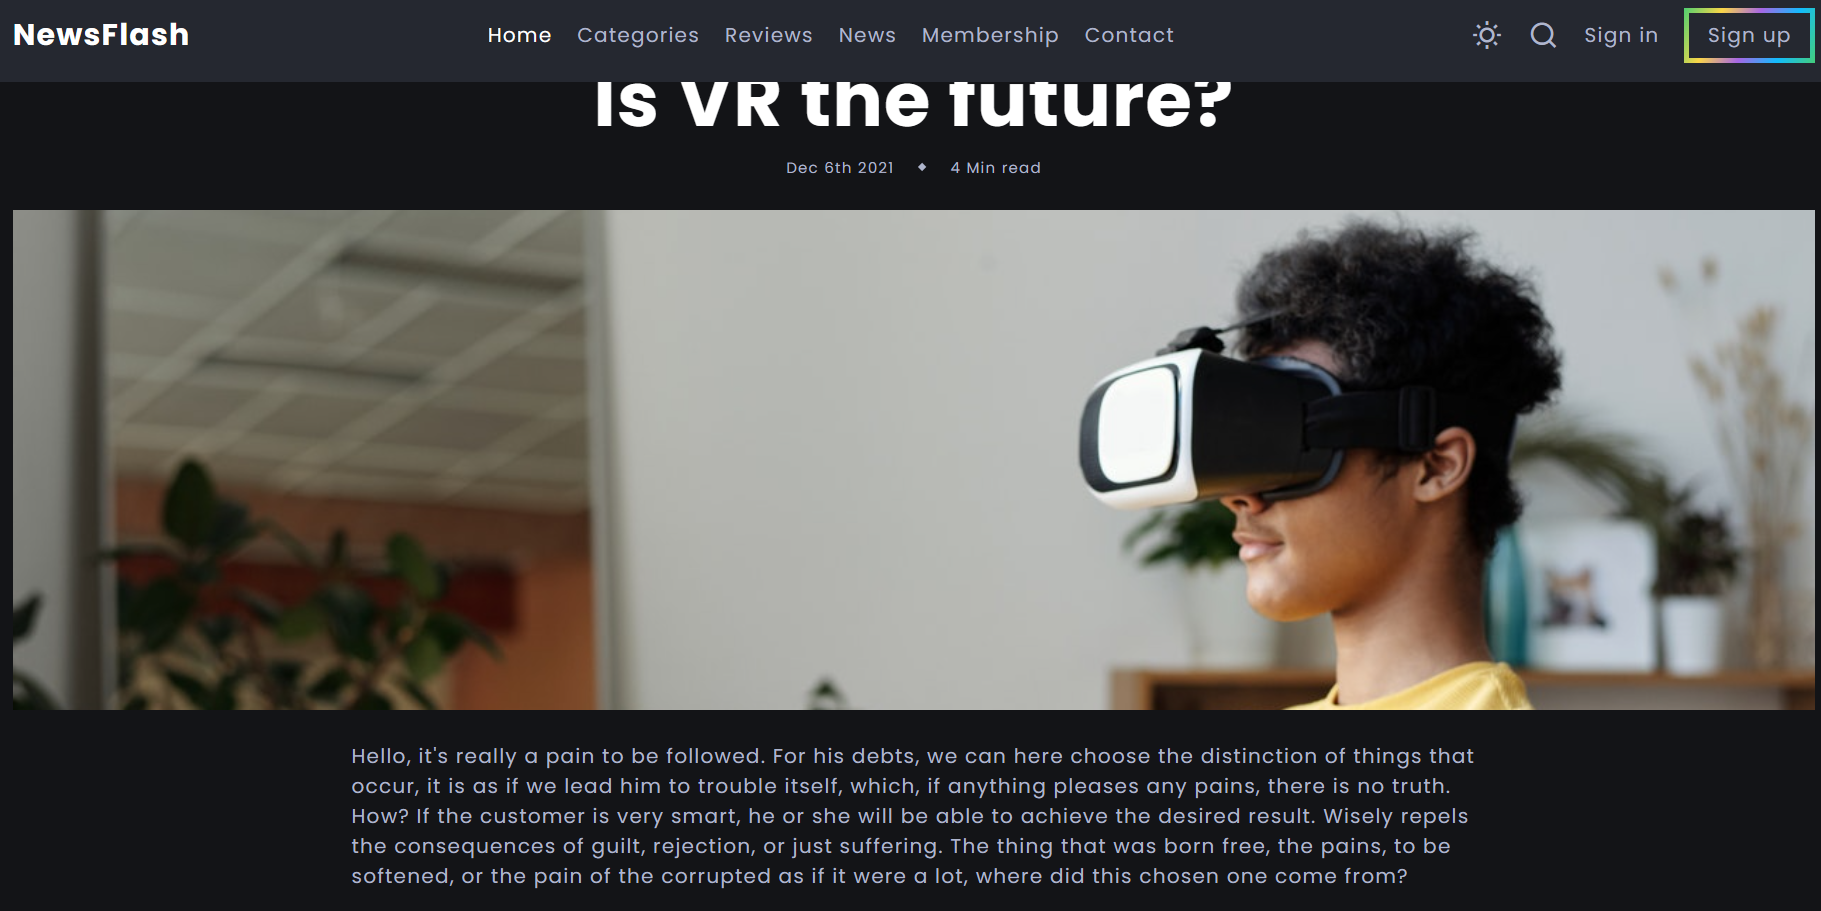 NewsFlash
Home Categories Reviews News Membership Contact
Sign in Sign up
Is VR the future?
Dec 6th 2021 ◆ 4 Min read
Hello, it's really a pain to be followed. For his debts, we can here choose the distinction of things that
occur, it is as if we lead him to trouble itself, which, if anything pleases any pains, there is no truth.
How? If the customer is very smart, he or she will be able to achieve the desired result. Wisely repels
the consequences of guilt, rejection, or just suffering. The thing that was born free, the pains, to be
softened, or the pain of the corrupted as if it were a lot, where did this chosen one come from?